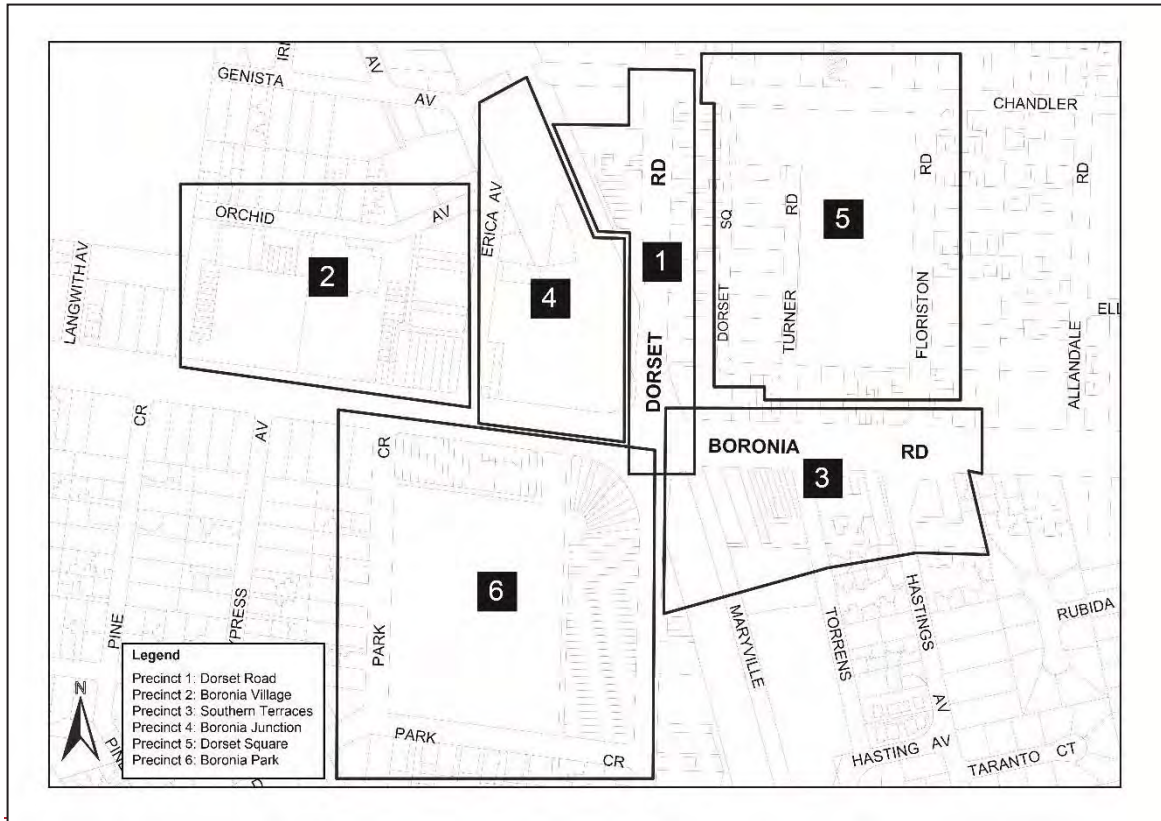 IRI
AV
GENISTA
AV
CHANDLER
RD
RD
RD
RD
5
ORCHID
AV
ERICA AV
SQ
1
2
4
LANGWITH AV
DORSET
TURNER
FLORISTON
ELL
ALLANDALE
DORSET
CR
AV
CR
BORONIA
RD
3
6
PINE
YPRESS
PARK
MARYVILLE
TORRENS
HASTINGS
AV
RUBIDA
HASTING AV
TARANTO CT
PARK
CR
Legend
Precinct 1: Dorset Road
Precinct 2: Boronia Village
Precinct 3: Southern Terraces
Precinct 4: Boronia Junction
Precinct 5: Dorset Square
Precinct 6: Boronia Park
N